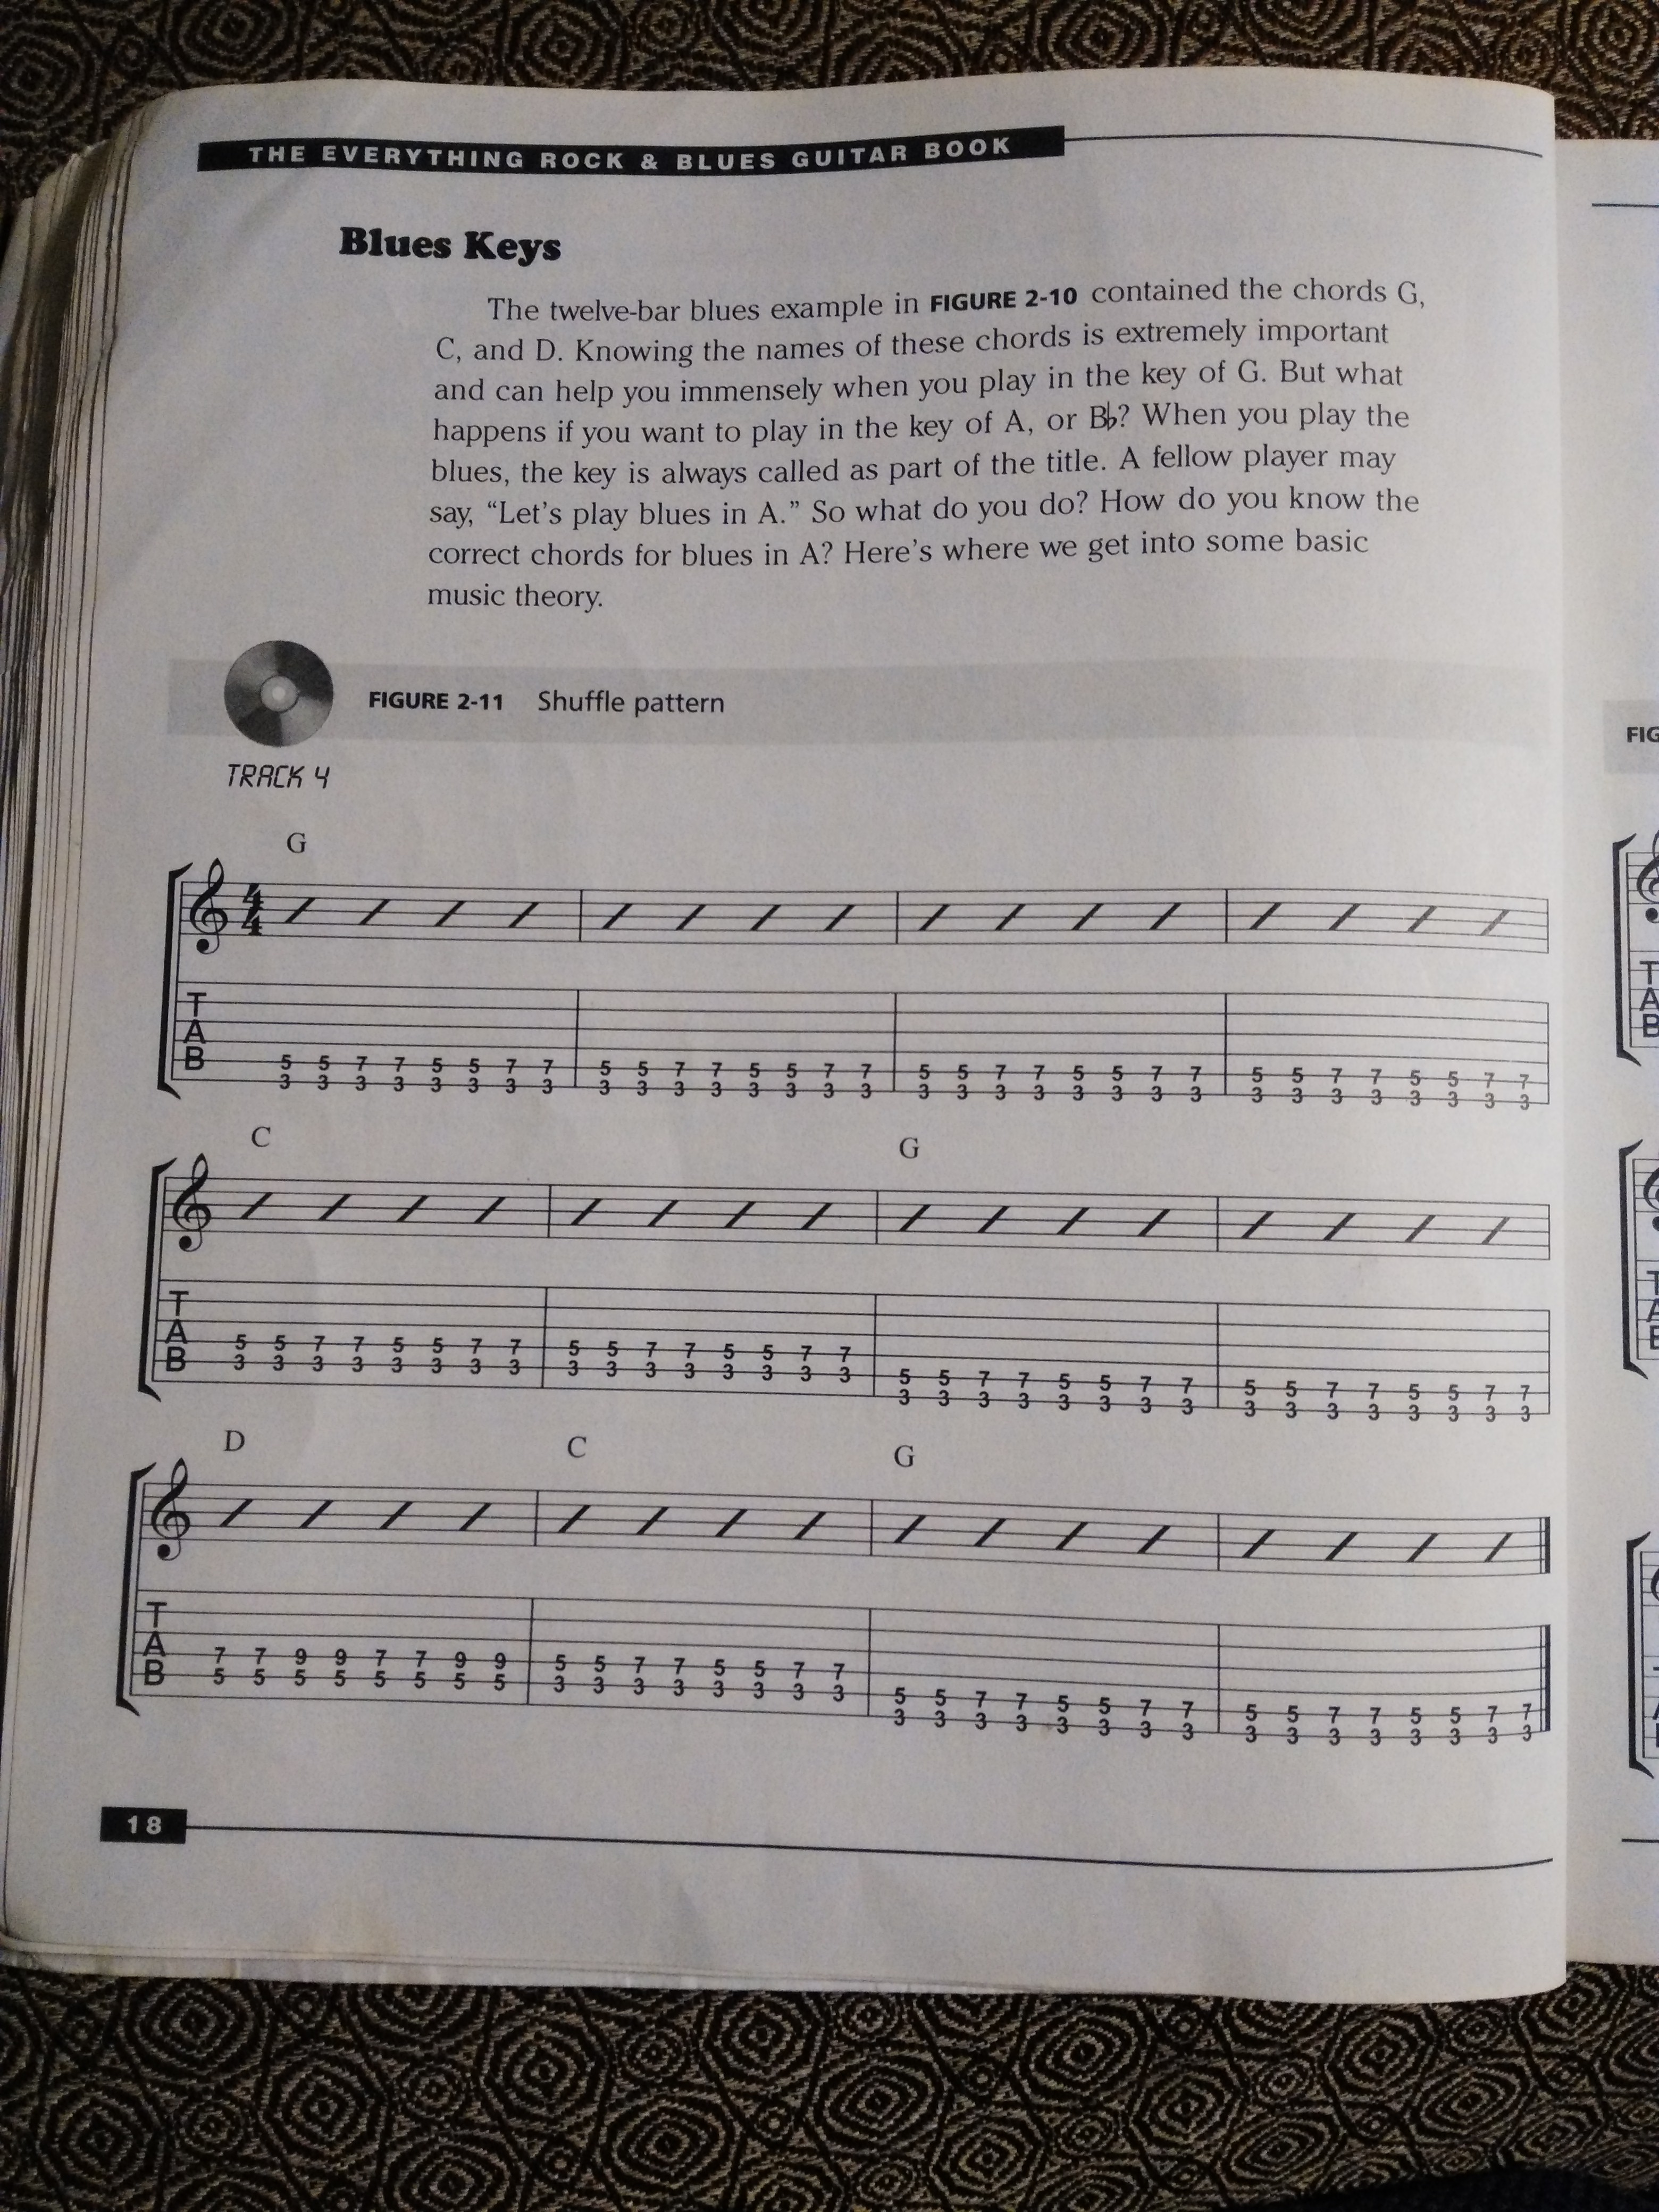 THE EVERYTHING ROCK & BLUES GUITAR BOOK
Blues Keys
The twelve-bar blues example in FIGURE 2-10 contained the chords G,
C, and D. Knowing the names of these chords is extremely important
and can help you immensely when you play in the key of G. But what
happens if you want to play in the key of A, or B♭? When you play the
blues, the key is always called as part of the title. A fellow player may
say, “Let’s play blues in A.” So what do you do? How do you know the
correct chords for blues in A? Here’s where we get into some basic
music theory.
FIGURE 2-11 Shuffle pattern
TRACK 4
G
4
4
T
A
B
5 5 7 7 5 5 7 7 5 5 7 7 5 5 7 7 5 5 7 7 5 5 7 7 5 5 7 7 5 5 7 7
3 3 3 3 3 3 3 3 3 3 3 3 3 3 3 3 3 3 3 3 3 3 3 3 3 3 3 3 3 3 3 3
C G
T
A
B
5 5 7 7 5 5 7 7 5 5 7 7 5 5 7 7 5 5 7 7 5 5 7 7 5 5 7 7 5 5 7 7
3 3 3 3 3 3 3 3 3 3 3 3 3 3 3 3 3 3 3 3 3 3 3 3 3 3 3 3 3 3 3 3
D C G
T
A
B
7 7 9 9 7 7 9 9 5 5 7 7 5 5 7 7 5 5 7 7 5 5 7 7 5 5 7 7 5 5 7 7
5 5 5 5 5 5 5 5 3 3 3 3 3 3 3 3 3 3 3 3 3 3 3 3 3 3 3 3 3 3 3 3
18
FIG
T
A
B